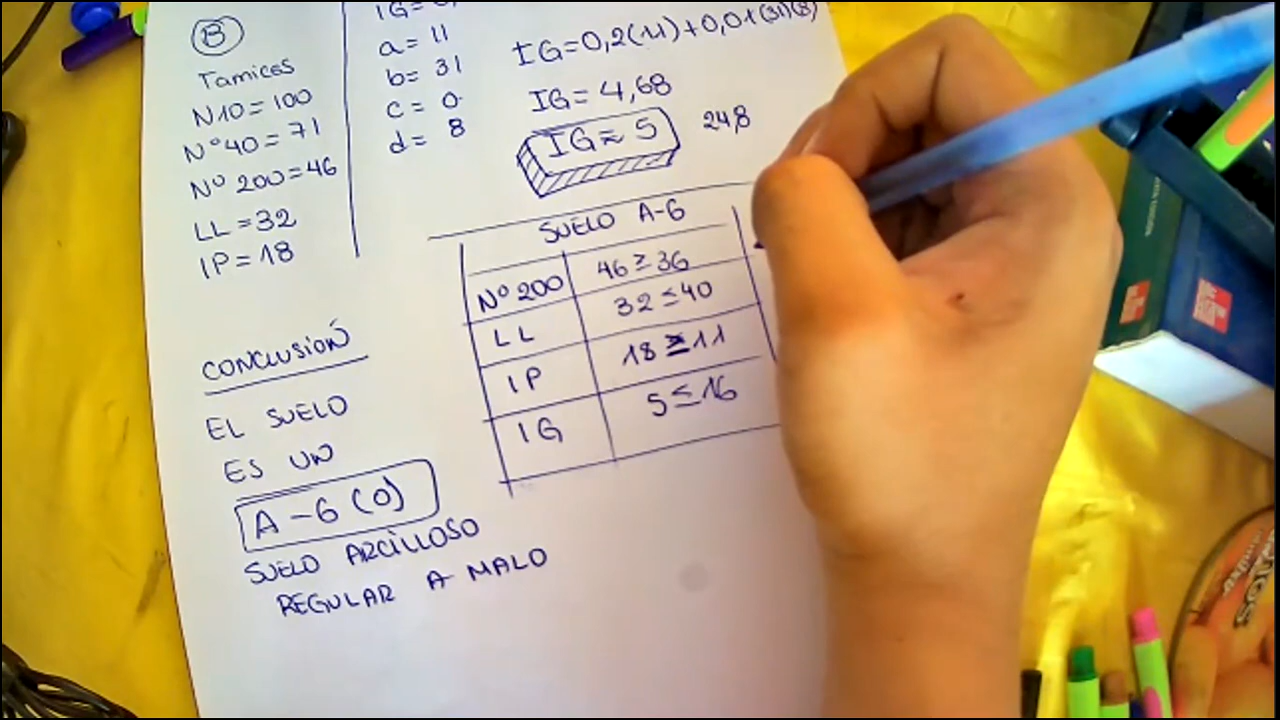 B
Tamices
N10 = 100
N°40 = 71
N° 200 = 46
LL = 32
IP = 18
a = 11
b = 31
c = 0
d = 8
IG=0,2(11)+0,01(31)(8)
IG= 4,68
IG≈ 5
24,8
SUELO A-6
N° 200 46 ≥ 36
LL 32 ≤ 40
IP 18 ≥ 11
IG 5 ≤ 16
CONCLUSIÓN
EL SUELO
ES UN
A - 6 (0)
SUELO ARCILLOSO
REGULAR A MALO